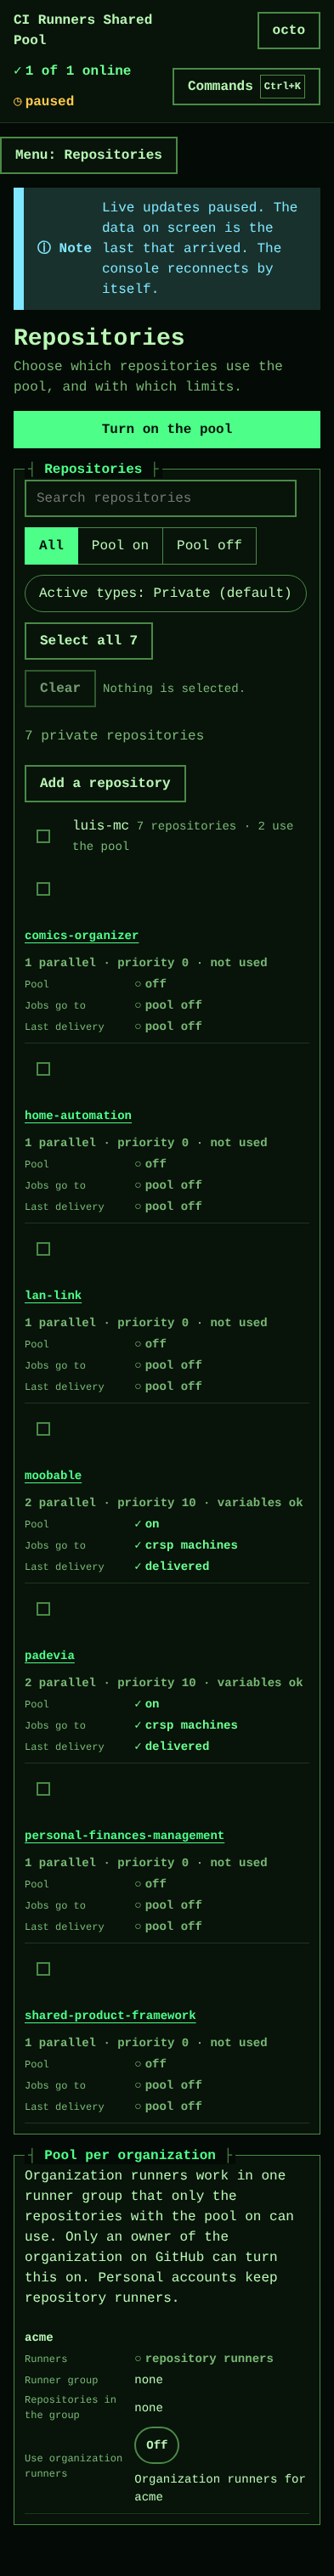 CI Runners Shared
Pool
octo
✓ 1 of 1 online
◷ paused
Commands Ctrl+K
Menu: Repositories
ⓘ Note
Live updates paused. The
data on screen is the
last that arrived. The
console reconnects by
itself.
Repositories
Choose which repositories use the
pool, and with which limits.
Turn on the pool
┤ Repositories ├
Search repositories
All Pool on Pool off
Active types: Private (default)
Select all 7
Clear Nothing is selected.
7 private repositories
Add a repository
luis-mc 7 repositories · 2 use
the pool
comics-organizer
1 parallel · priority 0 · not used
Pool ○ off
Jobs go to ○ pool off
Last delivery ○ pool off
home-automation
1 parallel · priority 0 · not used
Pool ○ off
Jobs go to ○ pool off
Last delivery ○ pool off
lan-link
1 parallel · priority 0 · not used
Pool ○ off
Jobs go to ○ pool off
Last delivery ○ pool off
moobable
2 parallel · priority 10 · variables ok
Pool ✓ on
Jobs go to ✓ crsp machines
Last delivery ✓ delivered
padevia
2 parallel · priority 10 · variables ok
Pool ✓ on
Jobs go to ✓ crsp machines
Last delivery ✓ delivered
personal-finances-management
1 parallel · priority 0 · not used
Pool ○ off
Jobs go to ○ pool off
Last delivery ○ pool off
shared-product-framework
1 parallel · priority 0 · not used
Pool ○ off
Jobs go to ○ pool off
Last delivery ○ pool off
┤ Pool per organization ├
Organization runners work in one
runner group that only the
repositories with the pool on can
use. Only an owner of the
organization on GitHub can turn
this on. Personal accounts keep
repository runners.
acme
Runners ○ repository runners
Runner group none
Repositories in
the group
none
Use organization
runners
Off
Organization runners for
acme